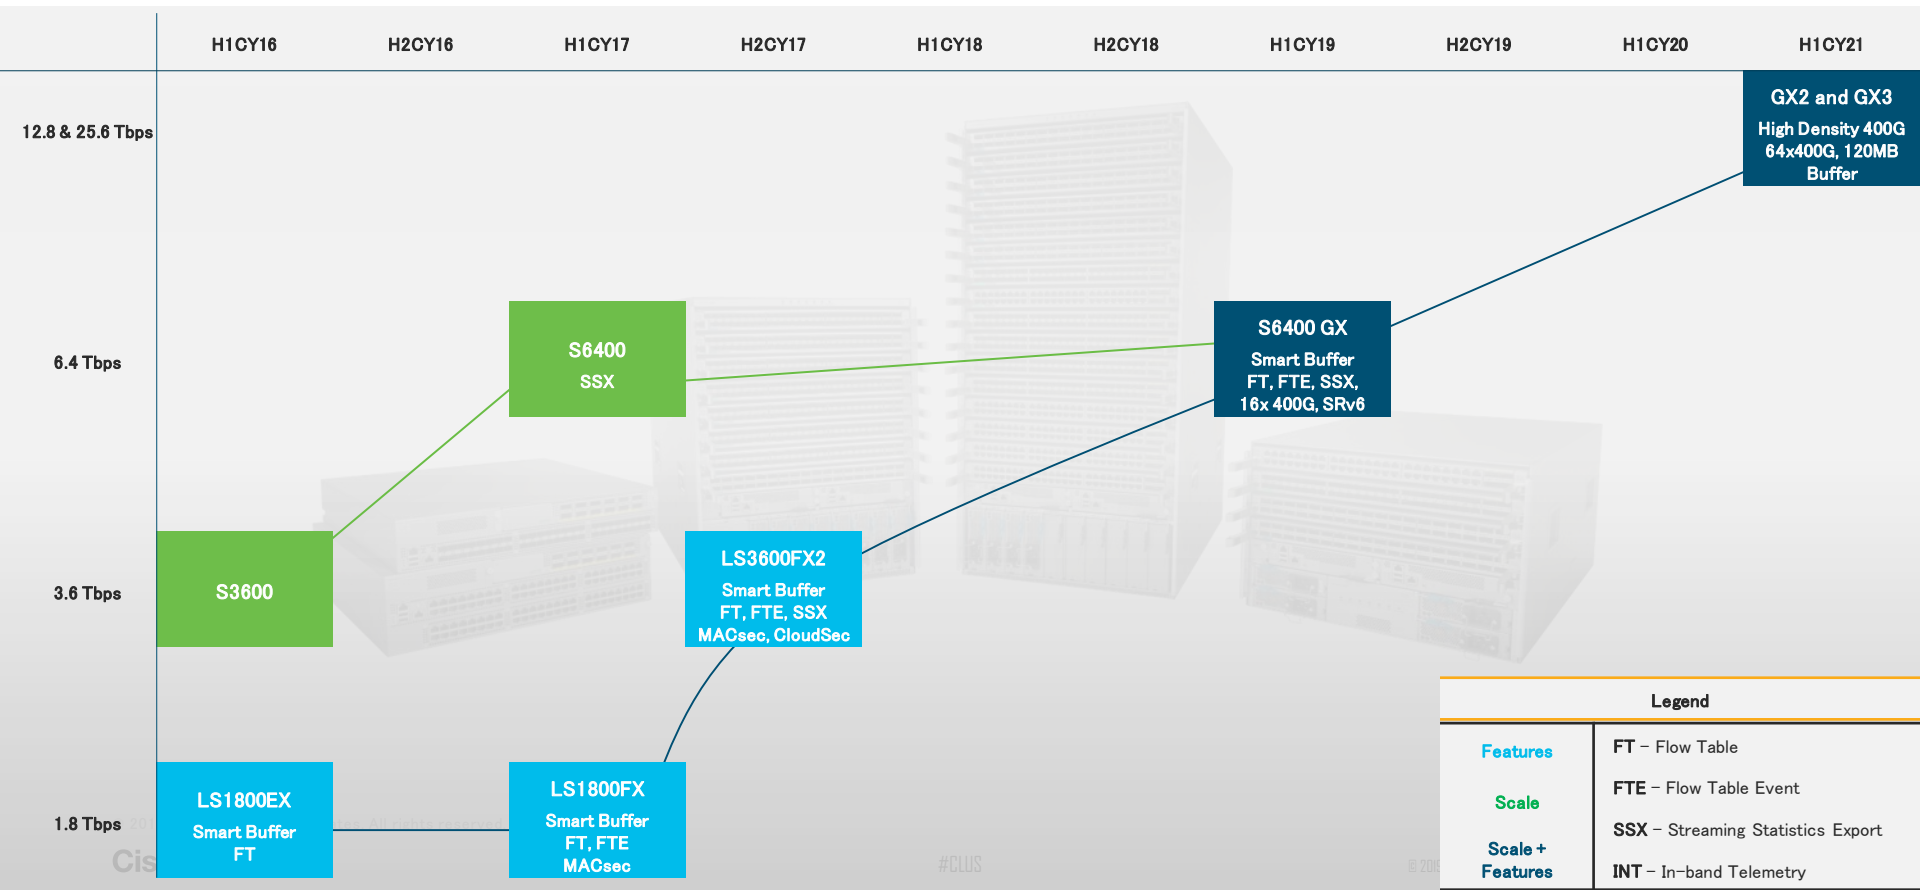 H1CY16 H2CY16 H1CY17 H2CY17 H1CY18 H2CY18 H1CY19 H2CY19 H1CY20 H1CY21
12.8 & 25.6 Tbps
GX2 and GX3
High Density 400G
64x400G, 120MB
Buffer
6.4 Tbps
S6400
SSX
S6400 GX
Smart Buffer
FT, FTE, SSX,
16x 400G, SRv6
3.6 Tbps
S3600
LS3600FX2
Smart Buffer
FT, FTE, SSX
MACsec, CloudSec
1.8 Tbps
LS1800EX
Smart Buffer
FT
LS1800FX
Smart Buffer
FT, FTE
MACsec
All rights reserved
Cis
#CLUS
Legend
Features
Scale
Scale +
Features
FT - Flow Table
FTE - Flow Table Event
SSX - Streaming Statistics Export
INT - In-band Telemetry